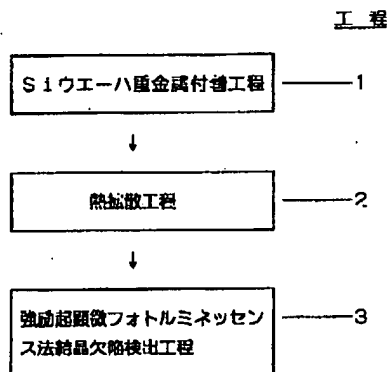 工 程
Siウエーハ重金属付着工程
1
↓
熱拡散工程
2
↓
強励起顕微フォトルミネッセン
ス法結晶欠陥検出工程
3